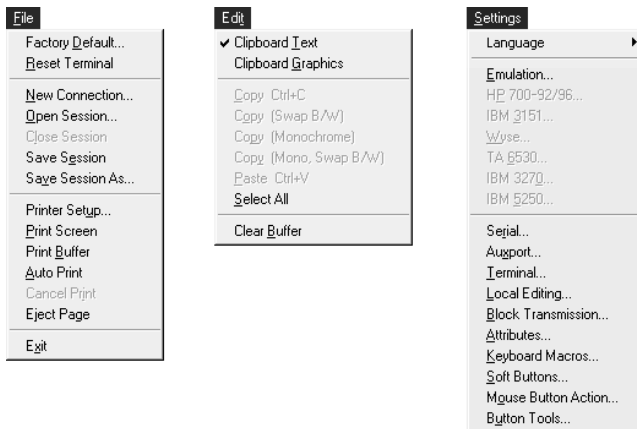 File
Factory Default...
Reset Terminal
New Connection...
Open Session...
Close Session
Save Session
Save Session As...
Printer Setup...
Print Screen
Print Buffer
Auto Print
Cancel Print
Eject Page
Exit
Edit
Clipboard Text
Clipboard Graphics
Copy Ctrl+C
Copy (Swap B/W)
Copy (Monochrome)
Copy (Mono, Swap B/W)
Paste Ctrl+V
Select All
Clear Buffer
Settings
Language
Emulation...
HP 700-92/96...
IBM 3151...
Wyse...
TA 6530...
IBM 3270...
IBM 5250...
Serial...
Auxport...
Terminal...
Local Editing...
Block Transmission...
Attributes...
Keyboard Macros...
Soft Buttons...
Mouse Button Action...
Button Tools...